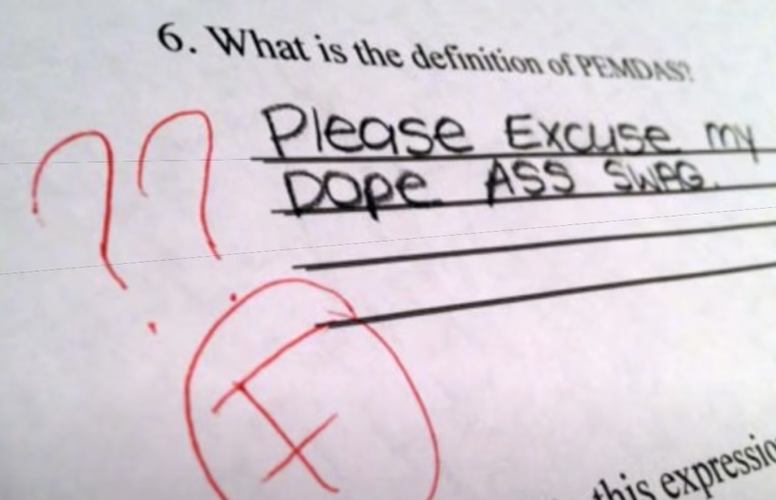 6. What is the definition of PEMDAS?
?? Please Excuse my
Dope ASS SWAG.
F
this expressio